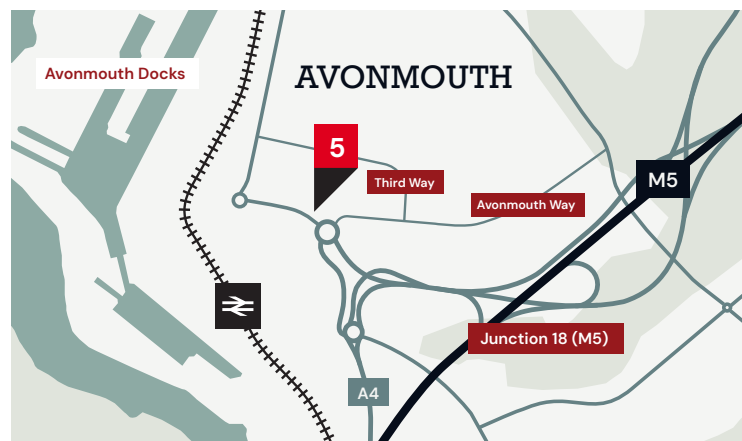 Avonmouth Docks
AVONMOUTH
5
Third Way
M5
Avonmouth Way
Junction 18 (M5)
A4